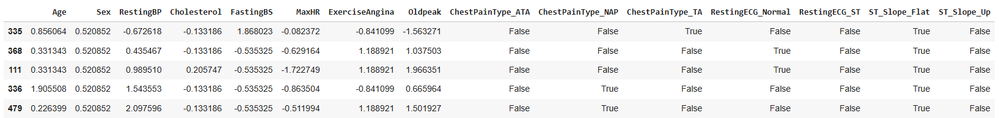 Age Sex RestingBP Cholesterol FastingBS MaxHR ExerciseAngina Oldpeak ChestPainType_ATA ChestPainType_NAP ChestPainType_TA RestingECG_Normal RestingECG_ST ST_Slope_Flat ST_Slope_Up
335 0.856064 0.520852 -0.672618 -0.133186 1.868023 -0.082372 -0.841099 -1.563271 False False True False False True False
368 0.331343 0.520852 0.435467 -0.133186 -0.535325 -0.629164 1.188921 1.037503 False False False True False True False
111 0.331343 0.520852 0.989510 0.205747 -0.535325 -1.722749 1.188921 1.966351 False False False True False True False
336 1.905508 0.520852 1.543553 -0.133186 -0.535325 -0.863504 -0.841099 0.665964 False True False False False True False
479 0.226399 0.520852 2.097596 -0.133186 -0.535325 -0.511994 1.188921 1.501927 False True False False False True False